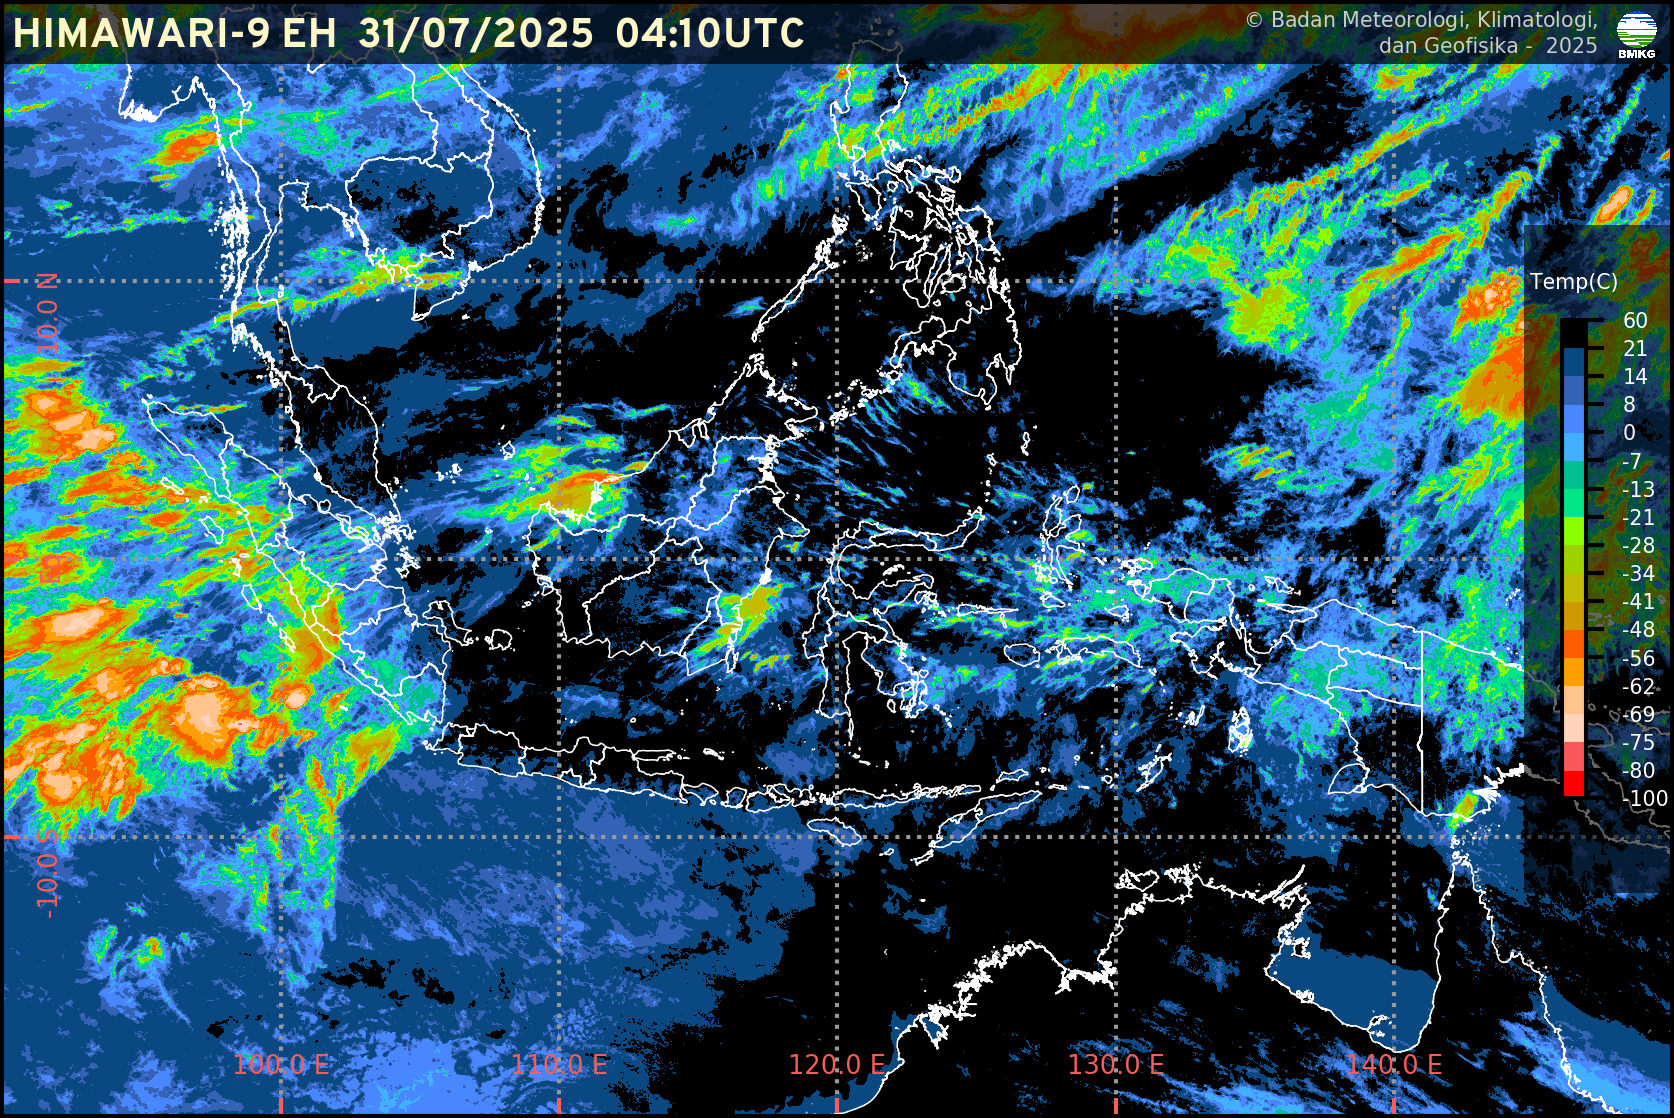 HIMAWARI-9 EH 31/07/2025 04:10UTC
© Badan Meteorologi, Klimatologi,
dan Geofisika - 2025
BMKG
10.0 N
-10.0 S
Temp(C)
60
21
14
8
0
-7
-13
-21
-28
-34
-41
-48
-56
-62
-69
-75
-80
-100
100.0 E
110.0 E
120.0 E
130.0 E
140.0 E